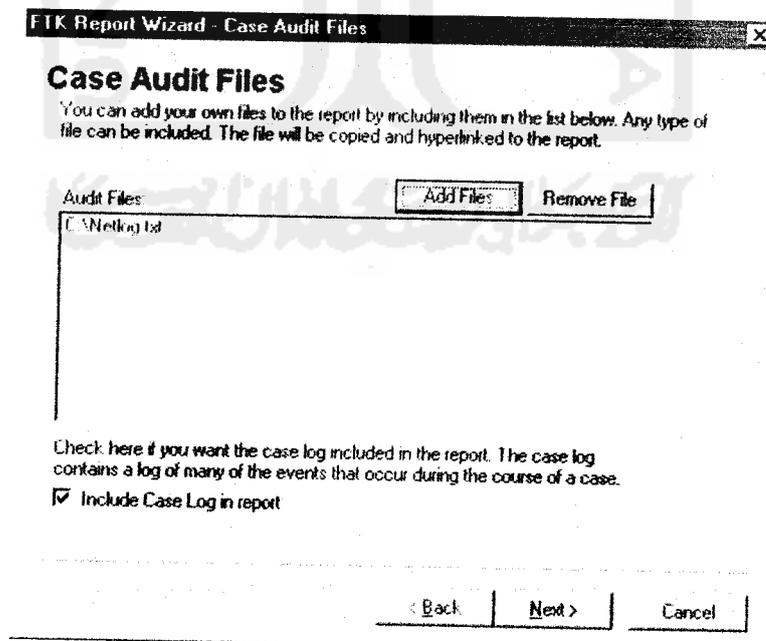 FTK Report Wizard - Case Audit Files
Case Audit Files
You can add your own files to the report by including them in the list below. Any type of
file can be included. The file will be copied and hyperlinked to the report.
Audit Files:
Add Files
Remove File
C:\Netlog.txt
Check here if you want the case log included in the report. The case log
contains a log of many of the events that occur during the course of a case.
Include Case Log in report
< Back
Next >
Cancel